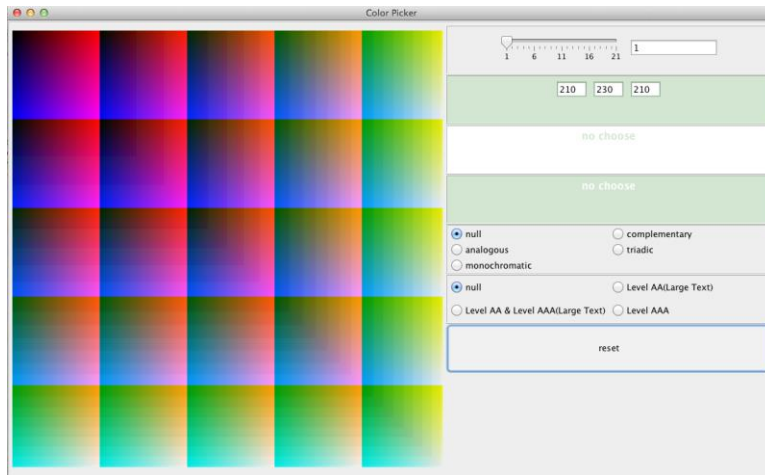 Color Picker
1
1 6 11 16 21
210 230 210
no choose
no choose
null complementary
analogous triadic
monochromatic
null Level AA(Large Text)
Level AA & Level AAA(Large Text) Level AAA
reset